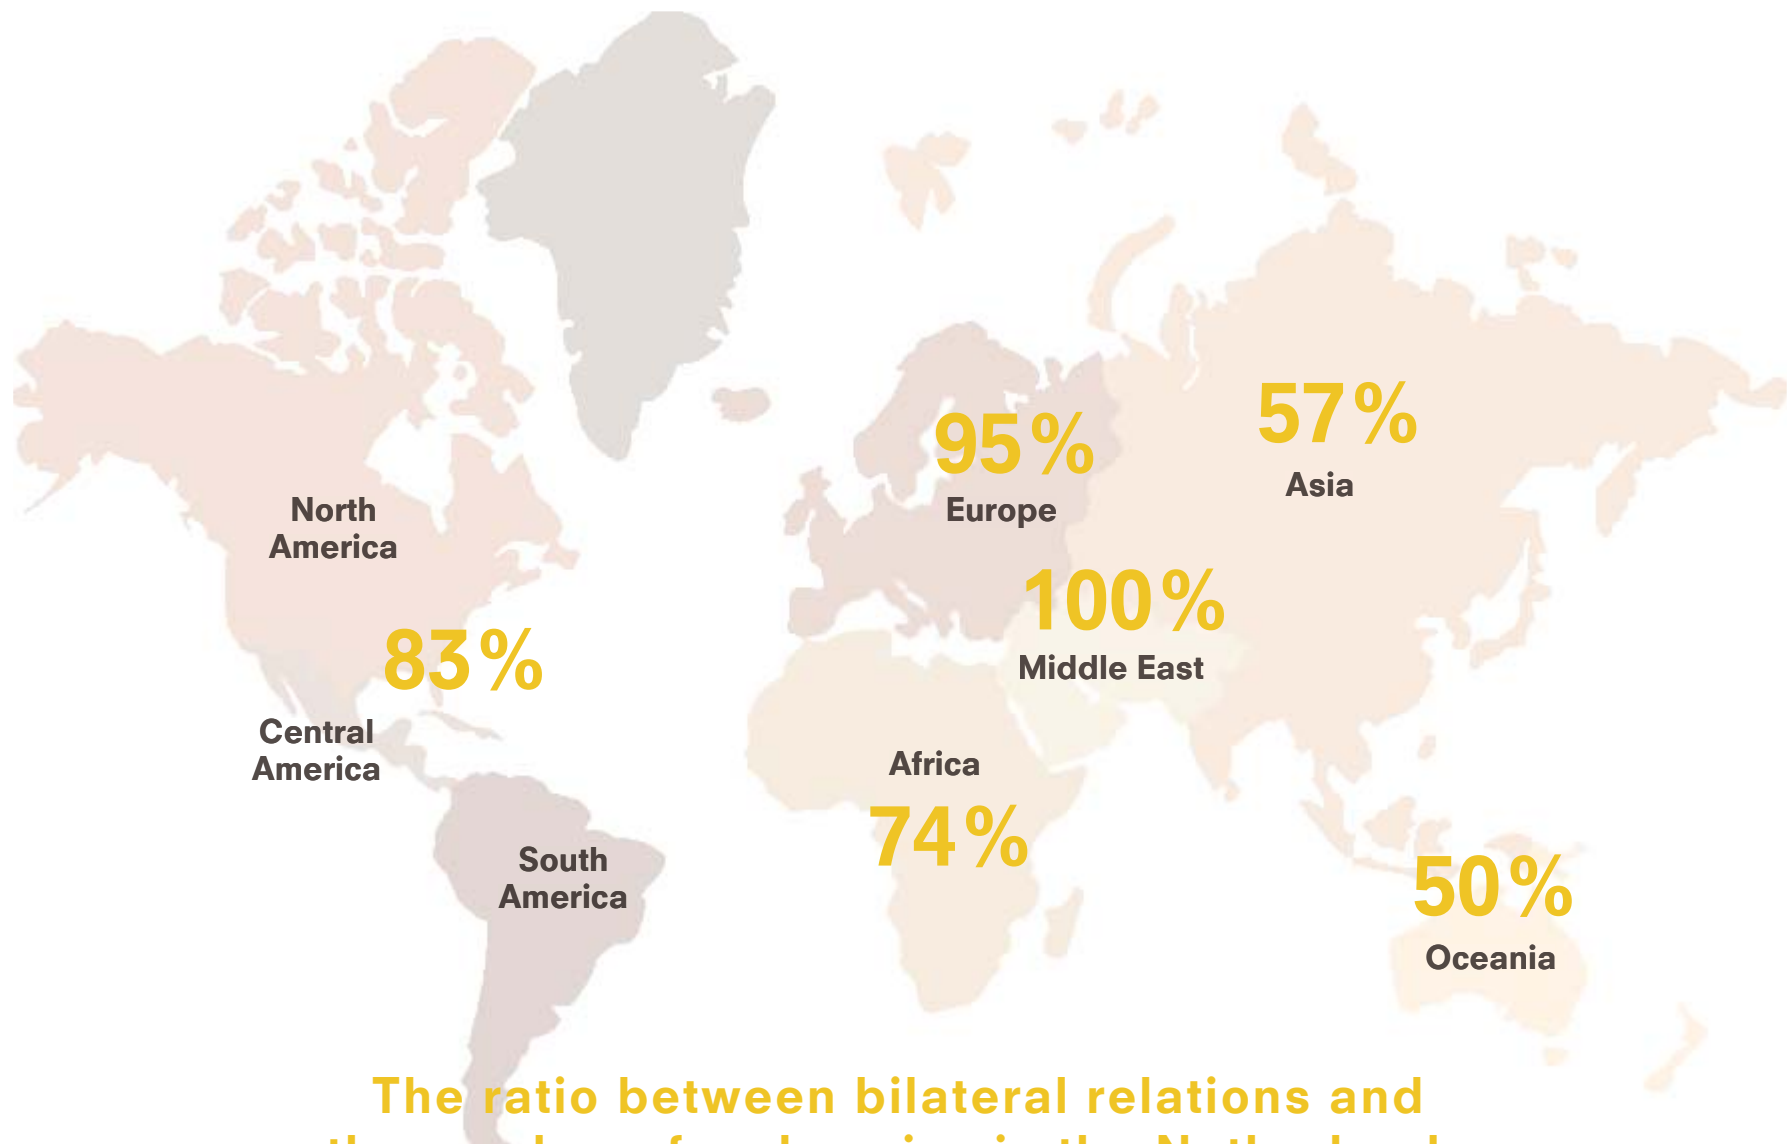 57%
Asia
95%
Europe
North
America
100%
Middle East
83%
Central
America
Africa
74%
South
America
50%
Oceania
The ratio between bilateral relations and